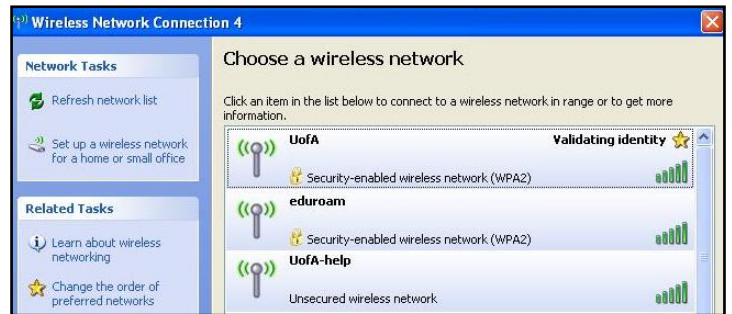 Wireless Network Connection 4
Network Tasks
Refresh network list
Set up a wireless network
for a home or small office
Related Tasks
Learn about wireless
networking
Change the order of
preferred networks
Choose a wireless network
Click an item in the list below to connect to a wireless network in range or to get more
information.
UofA Validating identity
Security-enabled wireless network (WPA2)
eduroam
Security-enabled wireless network (WPA2)
UofA-help
Unsecured wireless network